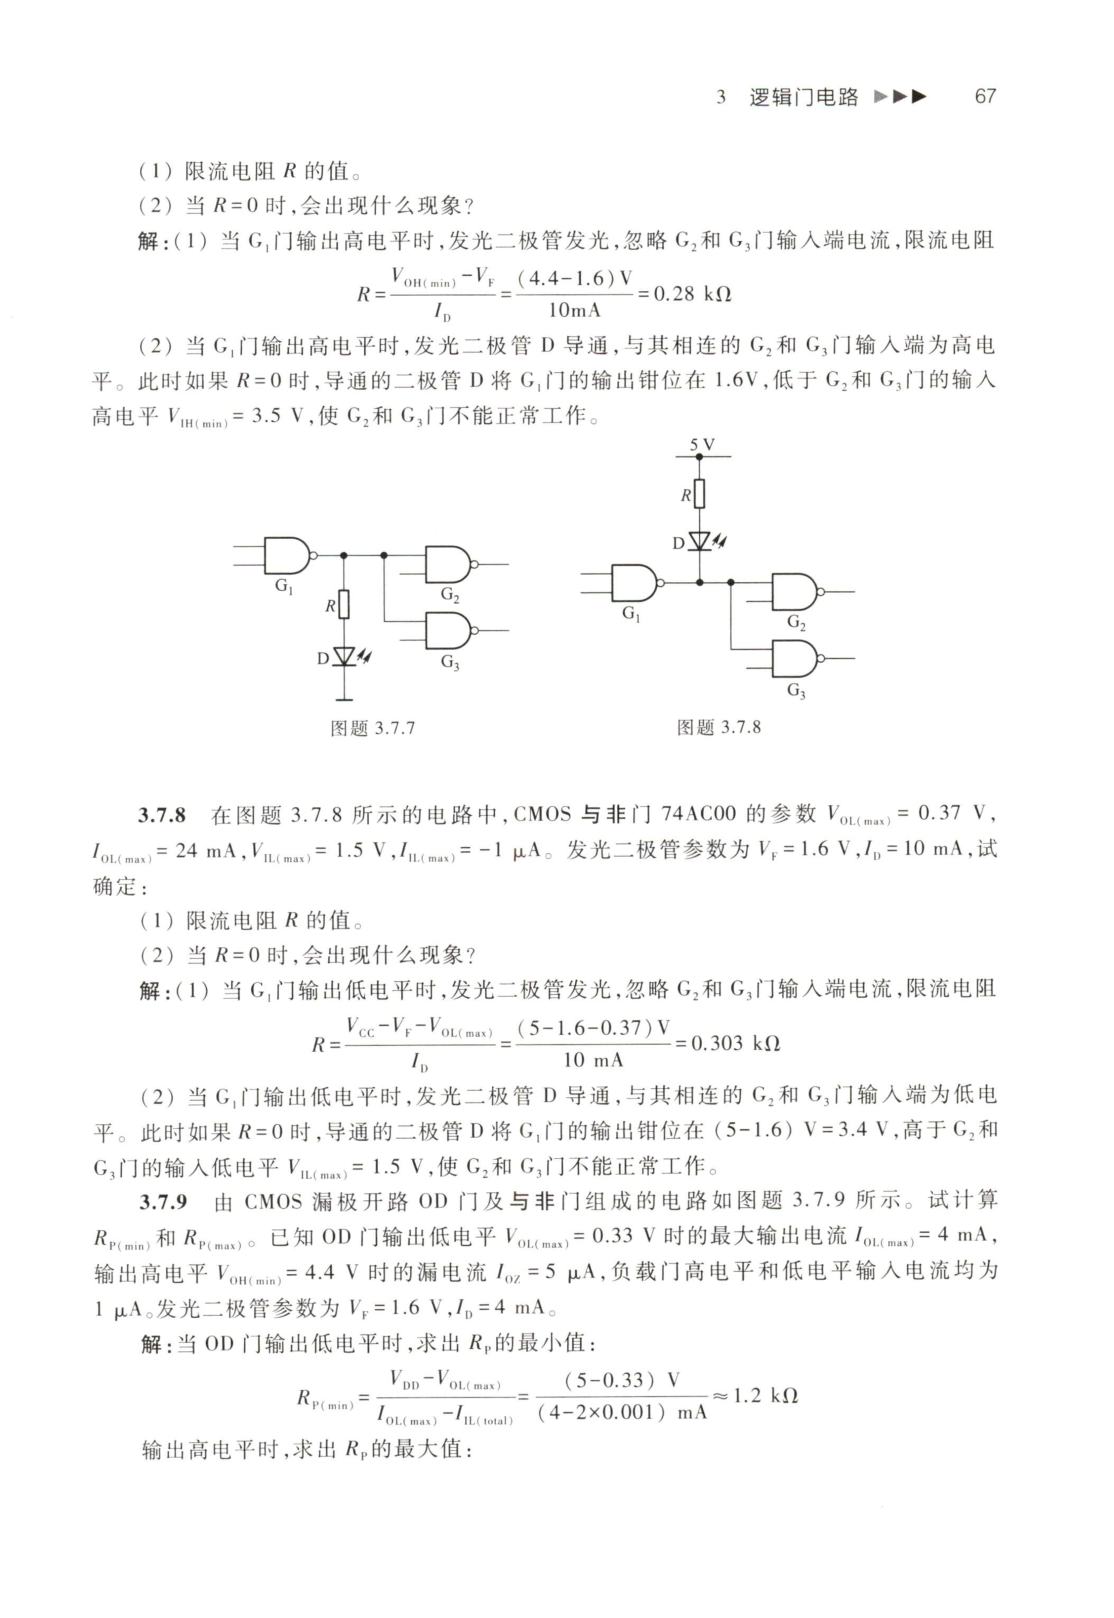 3 逻辑门电路 ▶▶▶ 67
(1) 限流电阻 R 的值。
(2) 当 R=0 时,会出现什么现象?
解:(1) 当 G₁门输出高电平时,发光二极管发光,忽略 G₂和 G₃门输入端电流,限流电阻
R = (V_OH(min) - V_F) / I_D = (4.4-1.6)V / 10mA = 0.28 kΩ
(2) 当 G₁门输出高电平时,发光二极管 D 导通,与其相连的 G₂和 G₃门输入端为高电
平。此时如果 R=0 时,导通的二极管 D 将 G₁门的输出钳位在 1.6V,低于 G₂和 G₃门的输入
高电平 V_IH(min) = 3.5 V,使 G₂和 G₃门不能正常工作。
G₁
R
D
G₂
G₃
图题 3.7.7
5 V
R
D
G₁
G₂
G₃
图题 3.7.8
3.7.8 在图题 3.7.8 所示的电路中,CMOS 与非门 74AC00 的参数 V_OL(max) = 0.37 V,
I_OL(max) = 24 mA,V_IL(max) = 1.5 V,I_IL(max) = -1 μA。发光二极管参数为 V_F = 1.6 V,I_D = 10 mA,试
确定:
(1) 限流电阻 R 的值。
(2) 当 R=0 时,会出现什么现象?
解:(1) 当 G₁门输出低电平时,发光二极管发光,忽略 G₂和 G₃门输入端电流,限流电阻
R = (V_CC - V_F - V_OL(max)) / I_D = (5-1.6-0.37)V / 10 mA = 0.303 kΩ
(2) 当 G₁门输出低电平时,发光二极管 D 导通,与其相连的 G₂和 G₃门输入端为低电
平。此时如果 R=0 时,导通的二极管 D 将 G₁门的输出钳位在 (5-1.6) V=3.4 V,高于 G₂和
G₃门的输入低电平 V_IL(max) = 1.5 V,使 G₂和 G₃门不能正常工作。
3.7.9 由 CMOS 漏极开路 OD 门及与非门组成的电路如图题 3.7.9 所示。试计算
R_P(min) 和 R_P(max)。已知 OD 门输出低电平 V_OL(max) = 0.33 V 时的最大输出电流 I_OL(max) = 4 mA,
输出高电平 V_OH(min) = 4.4 V 时的漏电流 I_OZ = 5 μA,负载门高电平和低电平输入电流均为
1 μA。发光二极管参数为 V_F = 1.6 V,I_D = 4 mA。
解:当 OD 门输出低电平时,求出 R_P的最小值:
R_P(min) = (V_DD - V_OL(max)) / (I_OL(max) - I_IL(total)) = (5-0.33) V / (4-2×0.001) mA ≈ 1.2 kΩ
输出高电平时,求出 R_P的最大值: